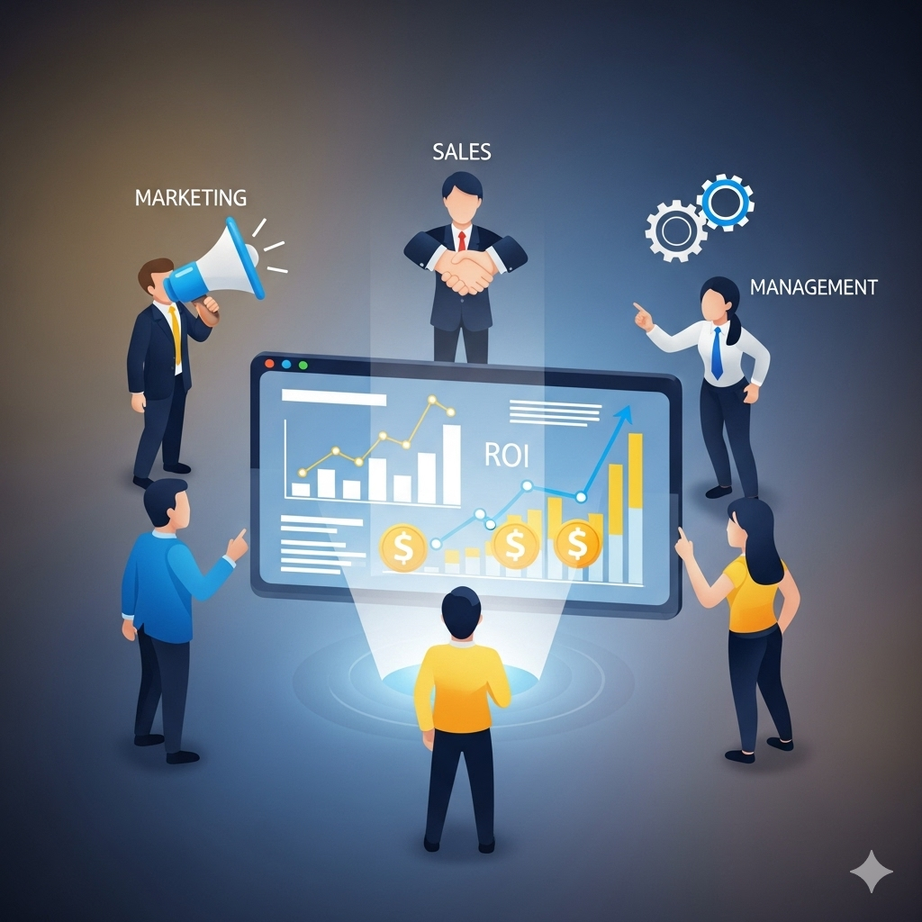 SALES
MARKETING
MANAGEMENT
ROI
$
$
$